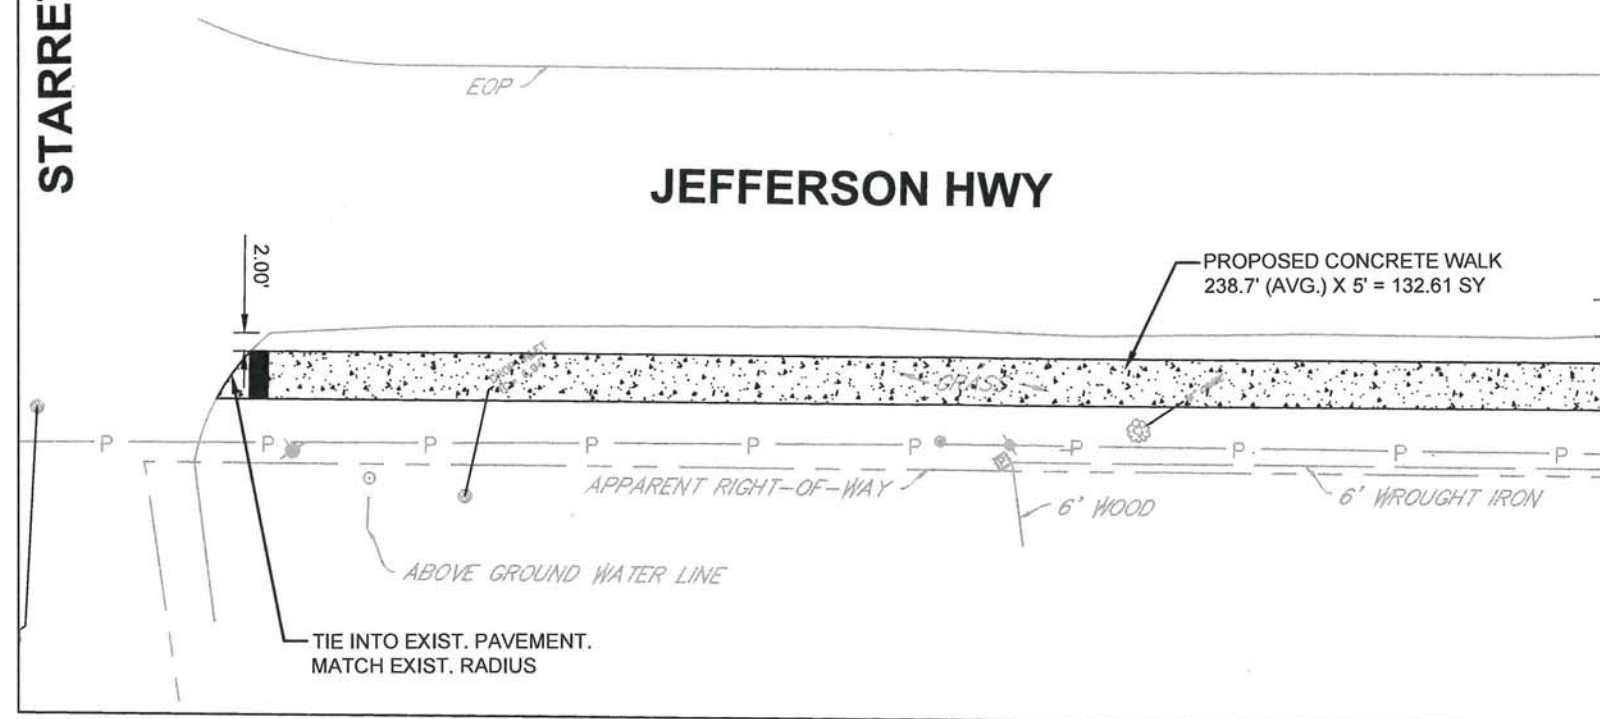 STARRE
EOP
JEFFERSON HWY
2.00'
PROPOSED CONCRETE WALK
238.7' (AVG.) X 5' = 132.61 SY
GRASS
P P P P P P P P P P
P
APPARENT RIGHT-OF-WAY
6' WOOD
6' WROUGHT IRON
ABOVE GROUND WATER LINE
TIE INTO EXIST. PAVEMENT.
MATCH EXIST. RADIUS